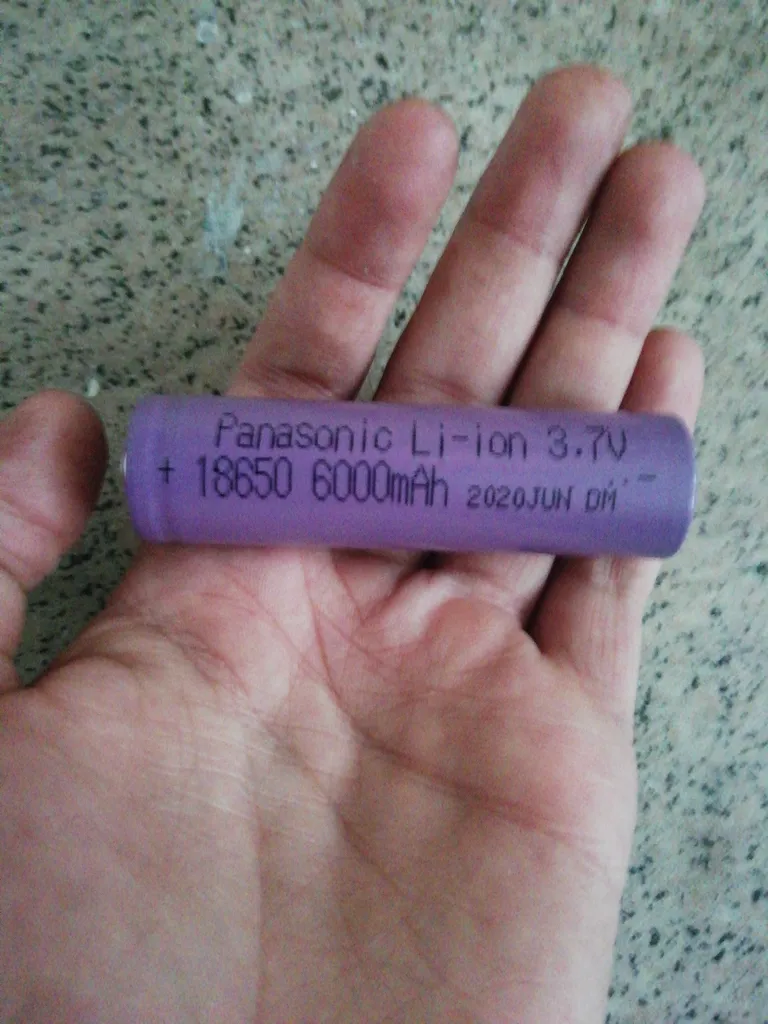 Panasonic Li-ion 3.7V
+ 18650 6000mAh 2020JUN DM -